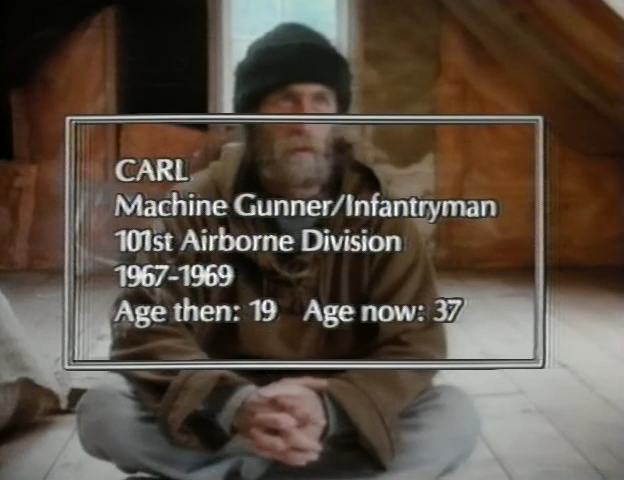 CARL
Machine Gunner/Infantryman
101st Airborne Division
1967-1969
Age then: 19 Age now: 37